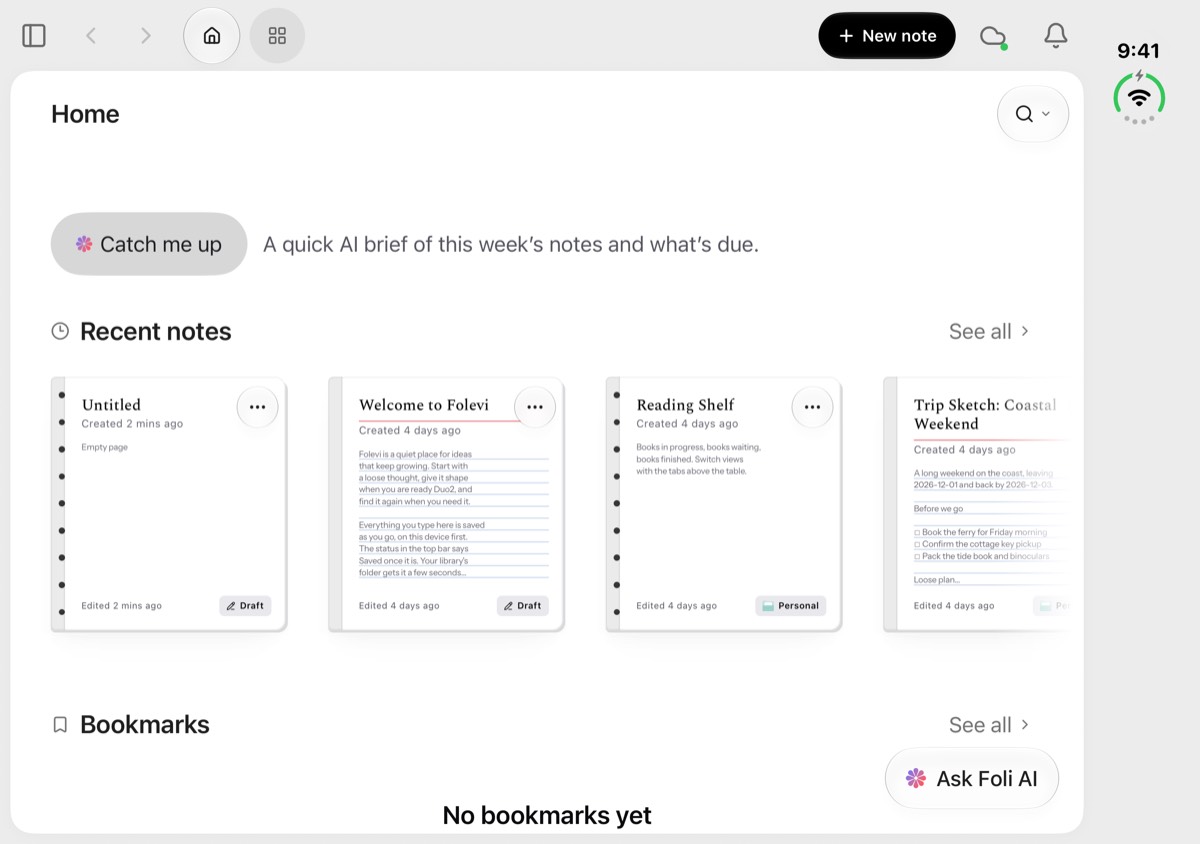 + New note
9:41
Home
Catch me up
A quick AI brief of this week's notes and what's due.
Recent notes
See all
Untitled
Created 2 mins ago
Empty page
Edited 2 mins ago
Draft
Welcome to Folevi
Created 4 days ago
Folevi is a quiet place for ideas
that keep growing. Start with
a loose thought, give it shape
when you are ready Duo2, and
find it again when you need it.
Everything you type here is saved
as you go, on this device first.
The status in the top bar says
Saved once it is. Your library's
folder gets it a few seconds...
Edited 4 days ago
Draft
Reading Shelf
Created 4 days ago
Books in progress, books waiting,
books finished. Switch views
with the tabs above the table.
Edited 4 days ago
Personal
Trip Sketch: Coastal
Weekend
Created 4 days ago
A long weekend on the coast, leaving
2026-12-01 and back by 2026-12-03.
Before we go
Book the ferry for Friday morning
Confirm the cottage key pickup
Pack the tide book and binoculars
Loose plan...
Edited 4 days ago
Bookmarks
See all
Ask Foli AI
No bookmarks yet